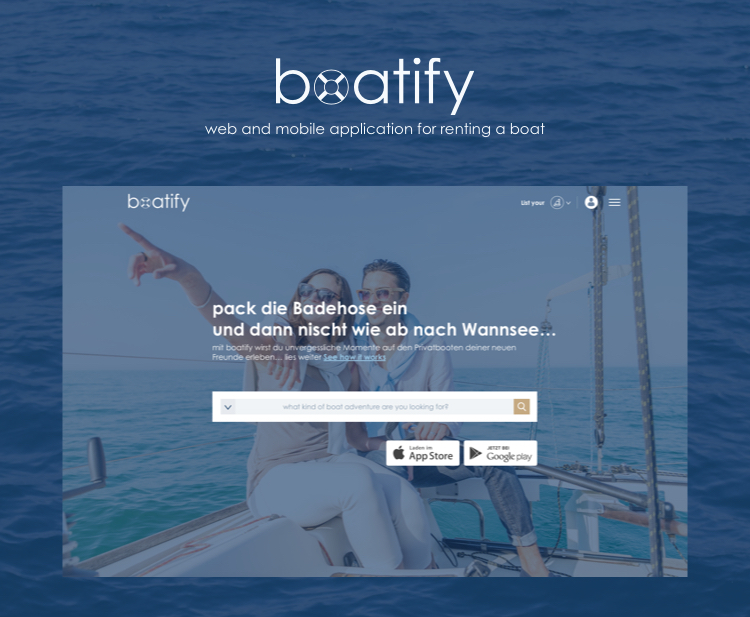 boatify
web and mobile application for renting a boat
boatify
List your
pack die Badehose ein
und dann nischt wie ab nach Wannsee...
mit boatify wirst du unvergessliche Momente auf den Privatbooten deiner neuen
Freunde erleben... lies weiter See how it works
what kind of boat adventure are you looking for?
Laden im
App Store
JETZT BEI
Google play